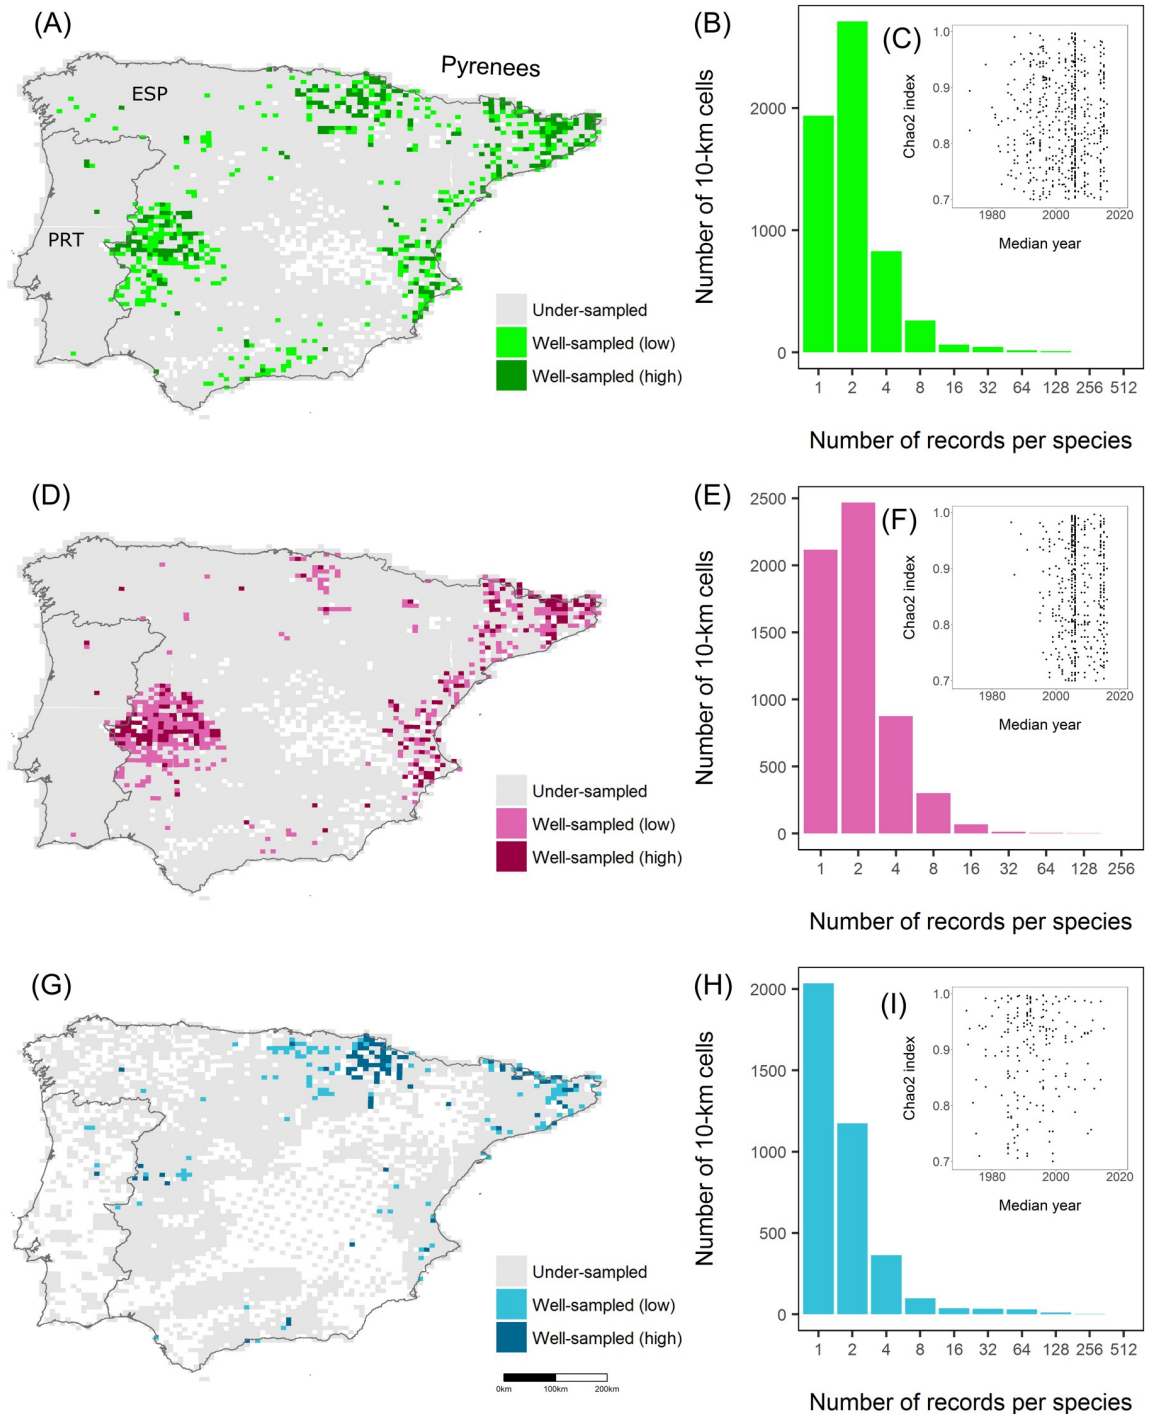 (A)
Pyrenees
ESP
PRT
Under-sampled
Well-sampled (low)
Well-sampled (high)
(B)
Number of 10-km cells
2000
1000
0
1 2 4 8 16 32 64 128 256 512
Number of records per species
(C)
Chao2 index
1.0
0.9
0.8
0.7
1980 2000 2020
Median year
(D)
Under-sampled
Well-sampled (low)
Well-sampled (high)
(E)
Number of 10-km cells
2500
2000
1500
1000
500
0
1 2 4 8 16 32 64 128 256
Number of records per species
(F)
Chao2 index
1.0
0.9
0.8
0.7
1980 2000 2020
Median year
(G)
Under-sampled
Well-sampled (low)
Well-sampled (high)
0km 100km 200km
(H)
Number of 10-km cells
2000
1500
1000
500
0
1 2 4 8 16 32 64 128 256 512
Number of records per species
(I)
Chao2 index
1.0
0.9
0.8
0.7
1980 2000 2020
Median year